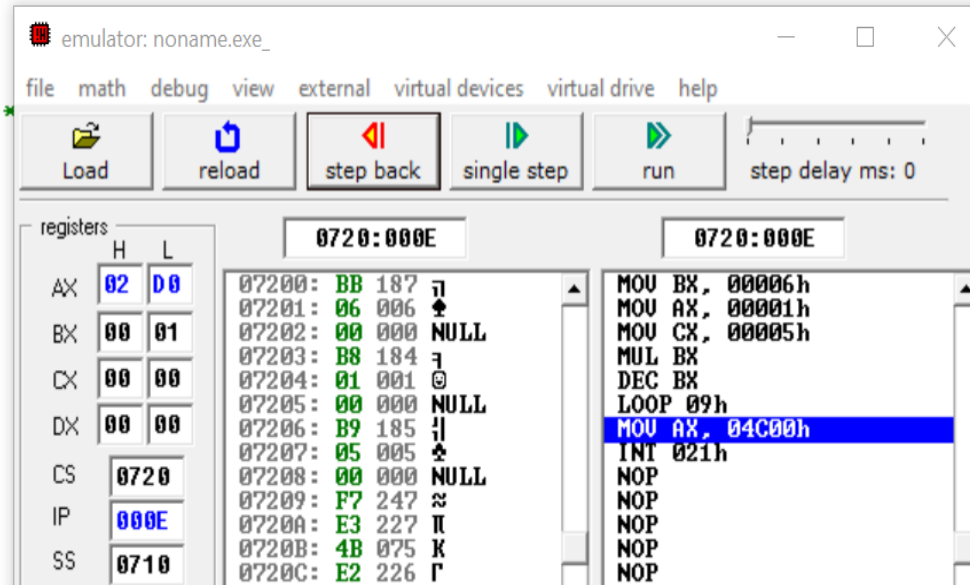 emulator: noname.exe_
file math debug view external virtual devices virtual drive help
Load reload step back single step run step delay ms: 0
registers
H L
0720:000E 0720:000E
AX 02 D0
BX 00 01
CX 00 00
DX 00 00
CS 0720
IP 000E
SS 0710
07200: BB 187 ╗
07201: 06 006 ♠
07202: 00 000 NULL
07203: B8 184 ╕
07204: 01 001 ☺
07205: 00 000 NULL
07206: B9 185 ╣
07207: 05 005 ♣
07208: 00 000 NULL
07209: F7 247 ≈
0720A: E3 227 π
0720B: 4B 075 K
0720C: E2 226 Γ
MOV BX, 00006h
MOV AX, 00001h
MOV CX, 00005h
MUL BX
DEC BX
LOOP 09h
MOV AX, 04C00h
INT 021h
NOP
NOP
NOP
NOP
NOP